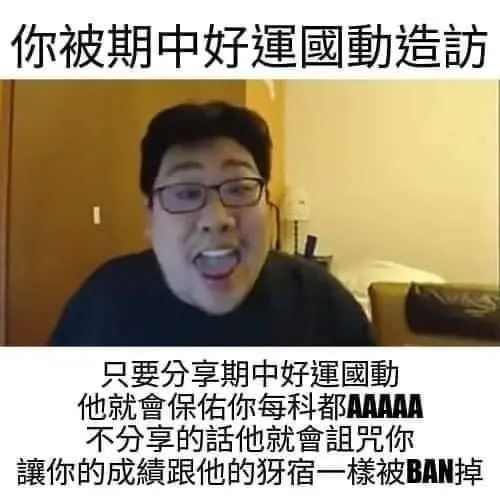 你被期中好運國動造訪
只要分享期中好運國動
他就會保佑你每科都AAAAA
不分享的話他就會詛咒你
讓你的成績跟他的犽宿一樣被BAN掉